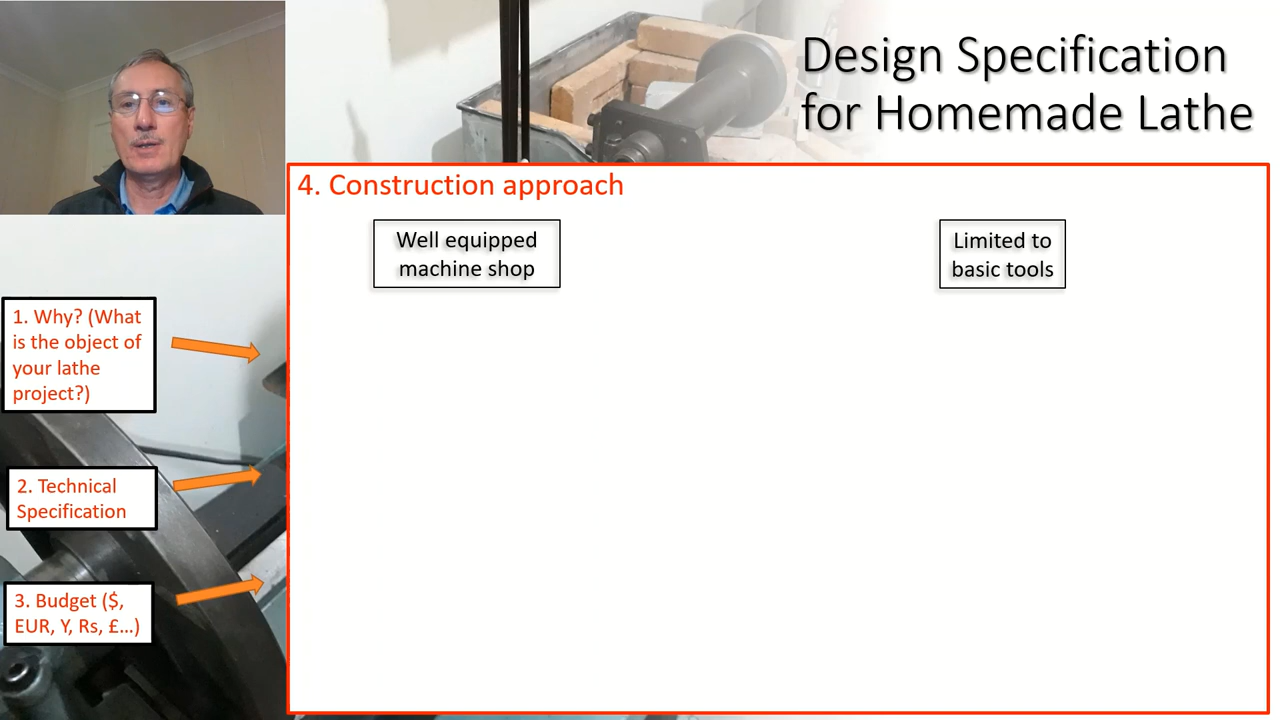 Design Specification
for Homemade Lathe
4. Construction approach
Well equipped
machine shop
Limited to
basic tools
1. Why? (What
is the object of
your lathe
project?)
2. Technical
Specification
3. Budget ($,
EUR, Y, Rs, £...)